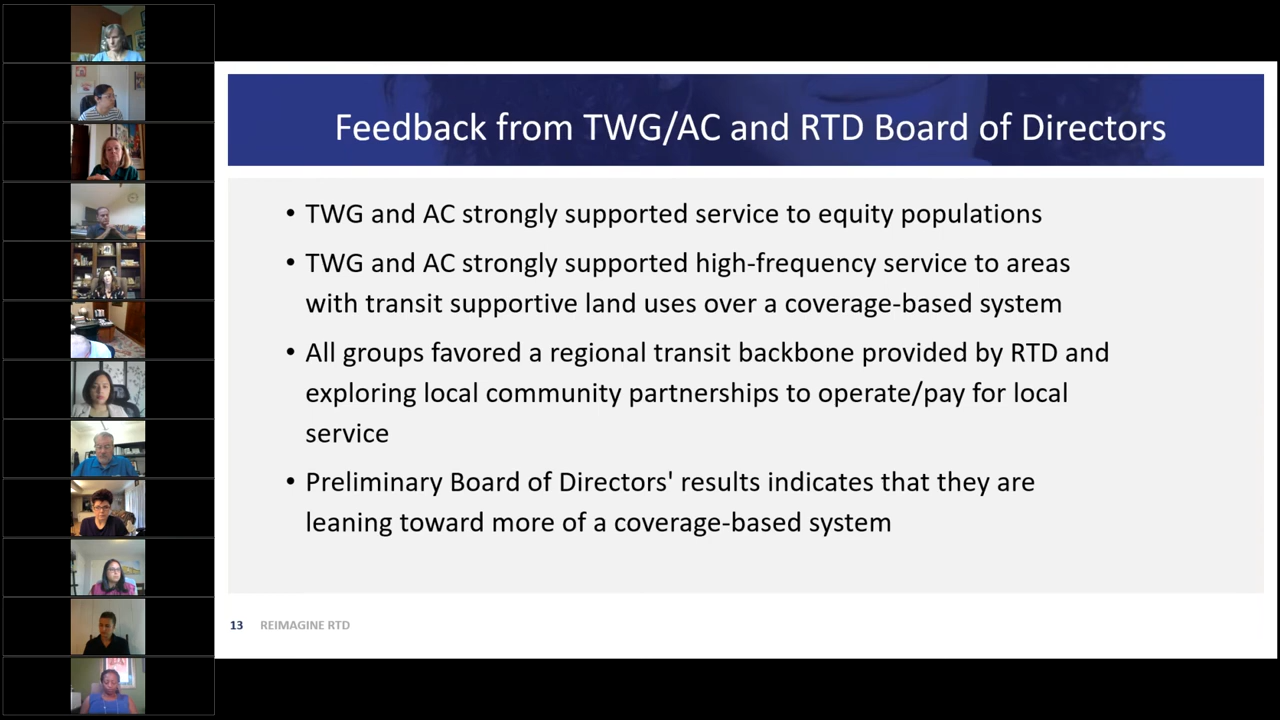 Feedback from TWG/AC and RTD Board of Directors
• TWG and AC strongly supported service to equity populations
• TWG and AC strongly supported high-frequency service to areas
with transit supportive land uses over a coverage-based system
• All groups favored a regional transit backbone provided by RTD and
exploring local community partnerships to operate/pay for local
service
• Preliminary Board of Directors' results indicates that they are
leaning toward more of a coverage-based system
13 REIMAGINE RTD